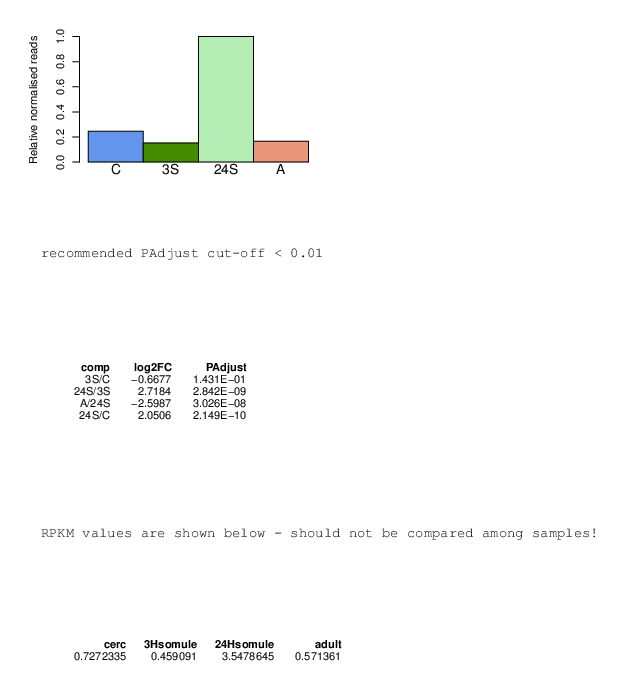 Relative normalised reads
1.0
0.8
0.6
0.4
0.2
0.0
C 3S 24S A
recommended PAdjust cut-off < 0.01
comp log2FC PAdjust
3S/C −0.6677 1.431E−01
24S/3S 2.7184 2.842E−09
A/24S −2.5987 3.026E−08
24S/C 2.0506 2.149E−10
RPKM values are shown below - should not be compared among samples!
cerc 3Hsomule 24Hsomule adult
0.7272335 0.459091 3.5478645 0.571361